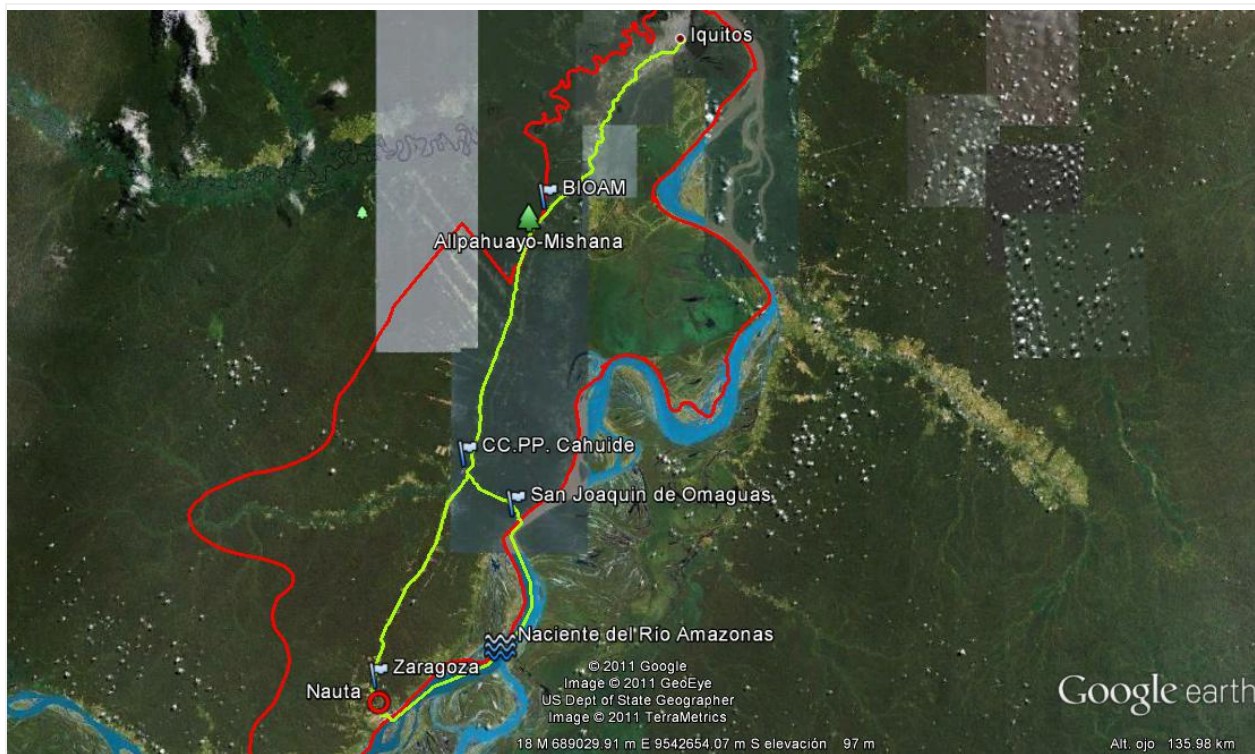 Iquitos
BIOAM
Allpahuayo-Mishana
CC.PP. Cahuide
San Joaquin de Omaguas
Naciente del Río Amazonas
Zaragoza
Nauta
© 2011 Google
Image © 2011 GeoEye
US Dept of State Geographer
Image © 2011 TerraMetrics
Google earth
18 M 689029.91 m E 9542654.07 m S elevación 97 m
Alt. ojo 135.98 km